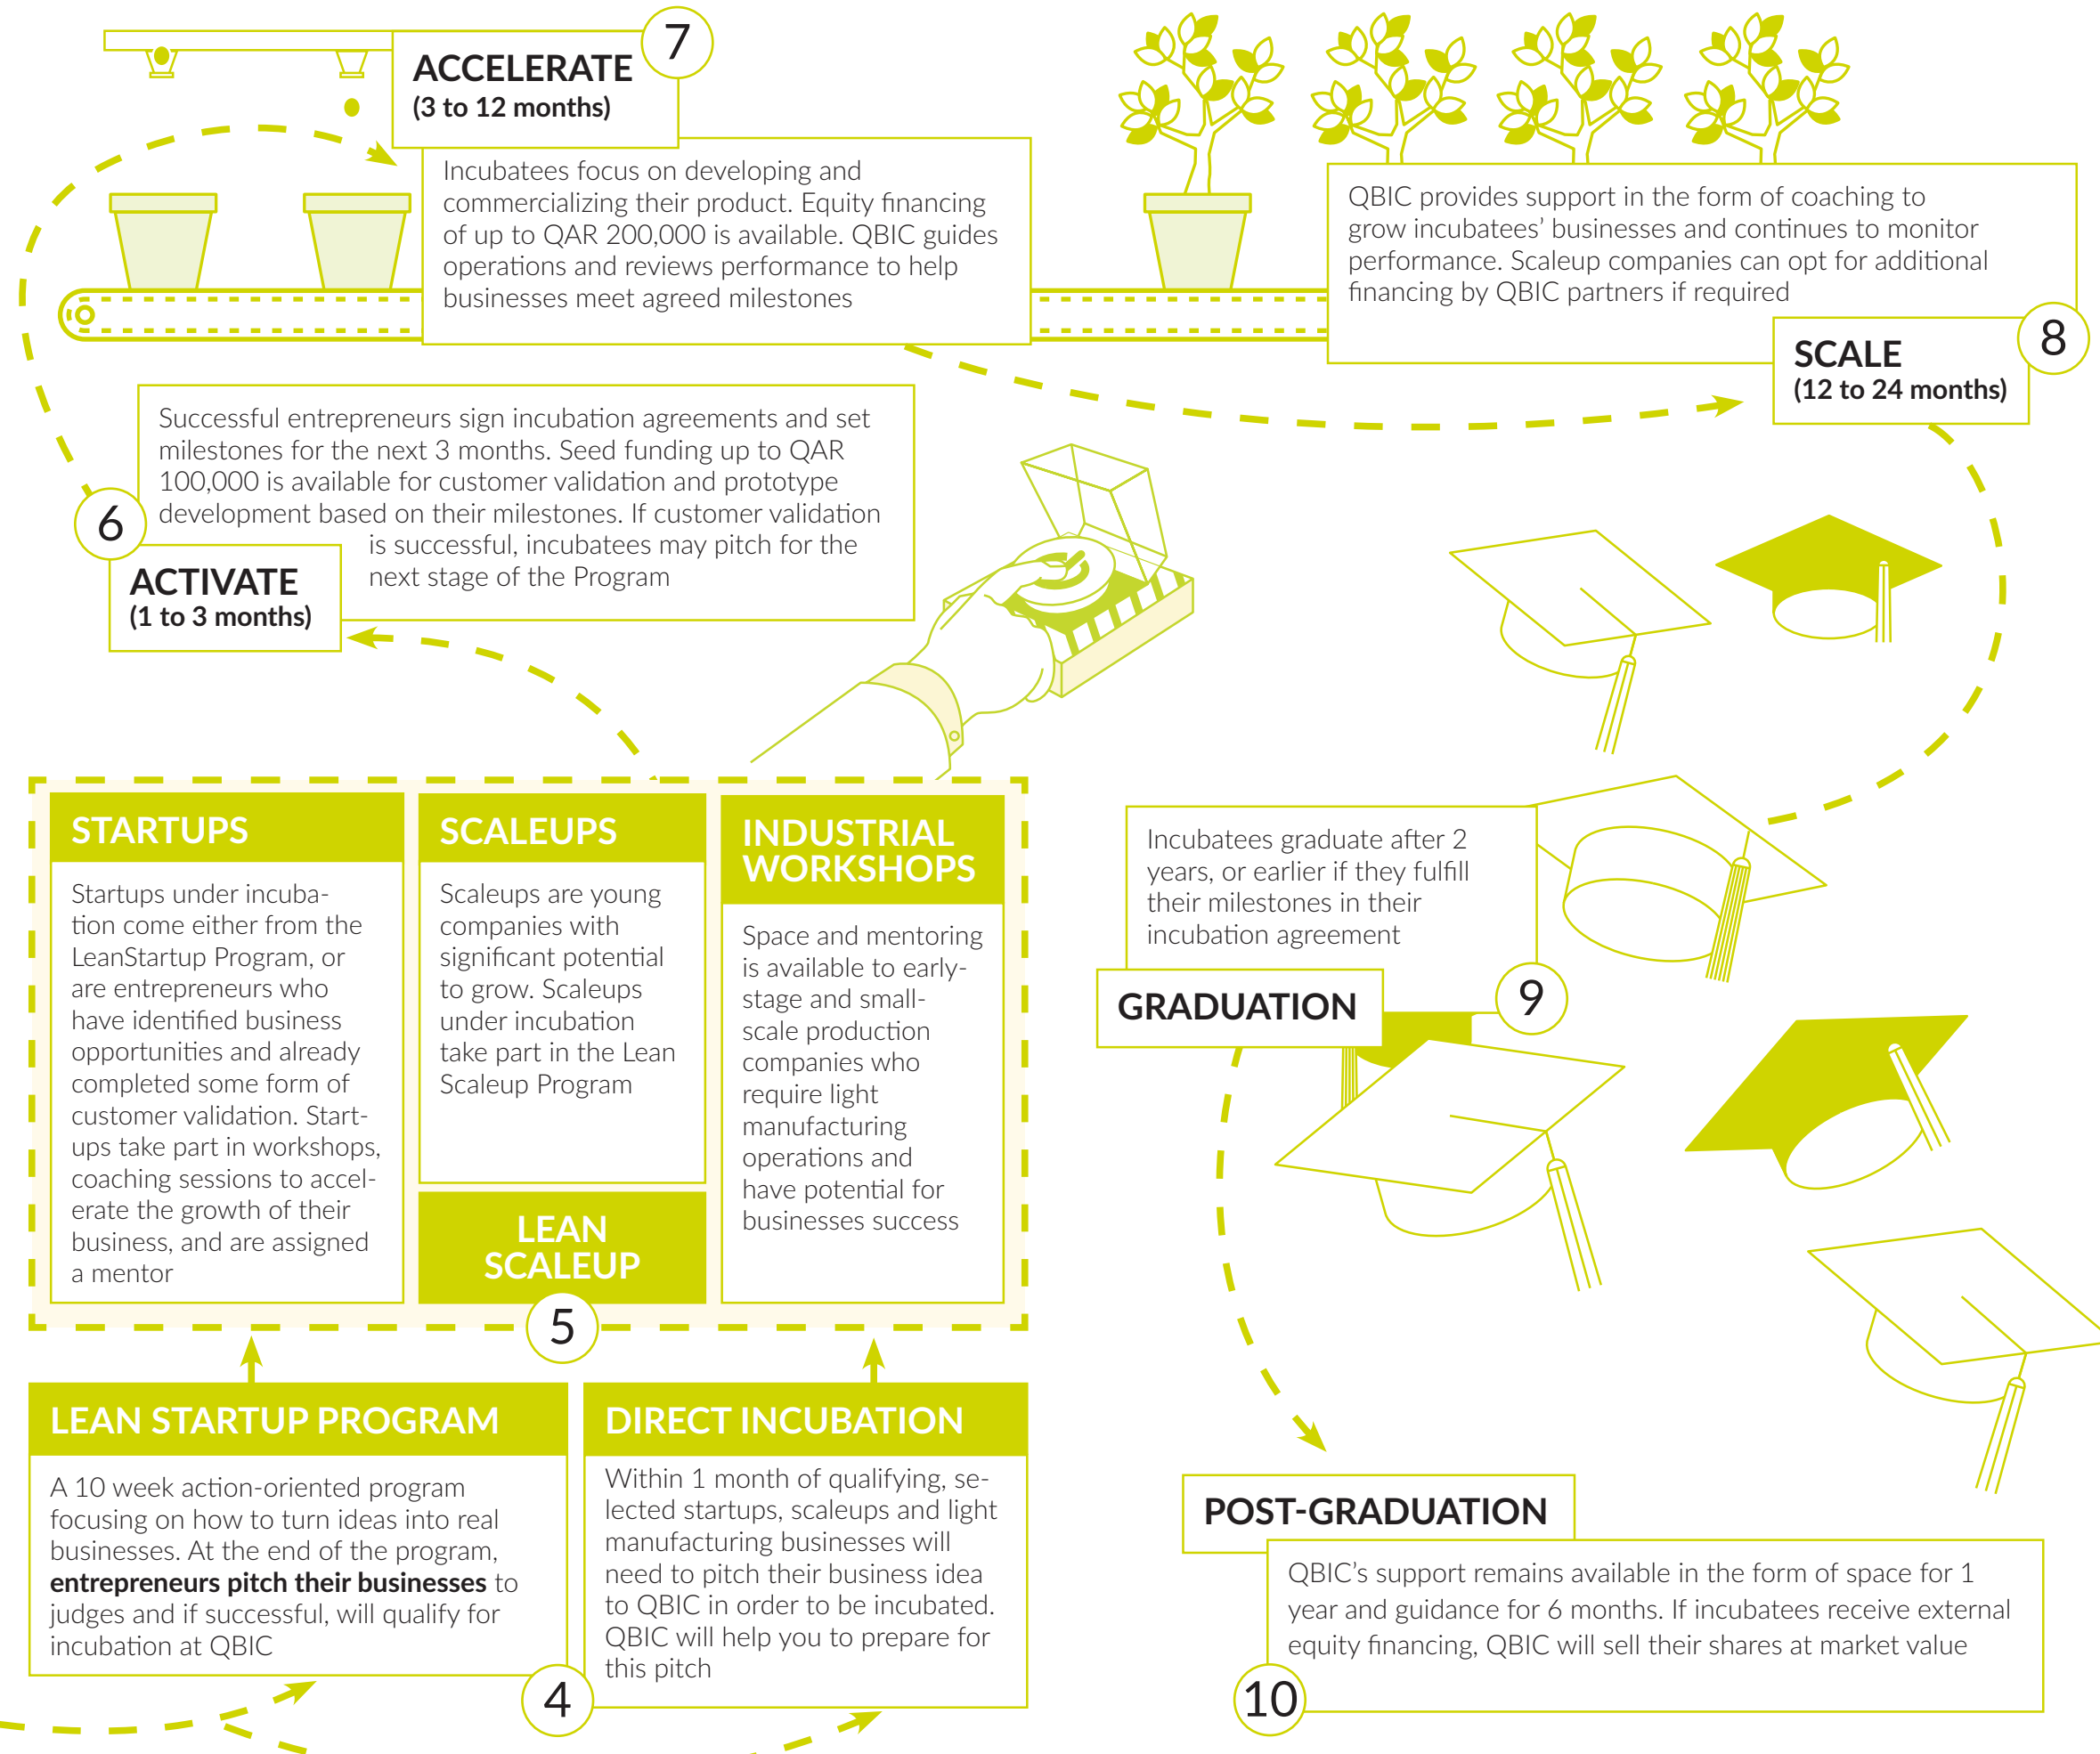 7
ACCELERATE
(3 to 12 months)
Incubatees focus on developing and
commercializing their product. Equity financing
of up to QAR 200,000 is available. QBIC guides
operations and reviews performance to help
businesses meet agreed milestones
QBIC provides support in the form of coaching to
grow incubatees’ businesses and continues to monitor
performance. Scaleup companies can opt for additional
financing by QBIC partners if required
8
SCALE
(12 to 24 months)
Successful entrepreneurs sign incubation agreements and set
milestones for the next 3 months. Seed funding up to QAR
100,000 is available for customer validation and prototype
development based on their milestones. If customer validation
is successful, incubatees may pitch for the
next stage of the Program
6
ACTIVATE
(1 to 3 months)
STARTUPS
Startups under incuba-
tion come either from the
LeanStartup Program, or
are entrepreneurs who
have identified business
opportunities and already
completed some form of
customer validation. Start-
ups take part in workshops,
coaching sessions to accel-
erate the growth of their
business, and are assigned
a mentor
SCALEUPS
Scaleups are young
companies with
significant potential
to grow. Scaleups
under incubation
take part in the Lean
Scaleup Program
LEAN
SCALEUP
5
INDUSTRIAL
WORKSHOPS
Space and mentoring
is available to early-
stage and small-
scale production
companies who
require light
manufacturing
operations and
have potential for
businesses success
Incubatees graduate after 2
years, or earlier if they fulfill
their milestones in their
incubation agreement
GRADUATION
9
LEAN STARTUP PROGRAM
A 10 week action-oriented program
focusing on how to turn ideas into real
businesses. At the end of the program,
entrepreneurs pitch their businesses to
judges and if successful, will qualify for
incubation at QBIC
4
DIRECT INCUBATION
Within 1 month of qualifying, se-
lected startups, scaleups and light
manufacturing businesses will
need to pitch their business idea
to QBIC in order to be incubated.
QBIC will help you to prepare for
this pitch
POST-GRADUATION
QBIC’s support remains available in the form of space for 1
year and guidance for 6 months. If incubatees receive external
equity financing, QBIC will sell their shares at market value
10